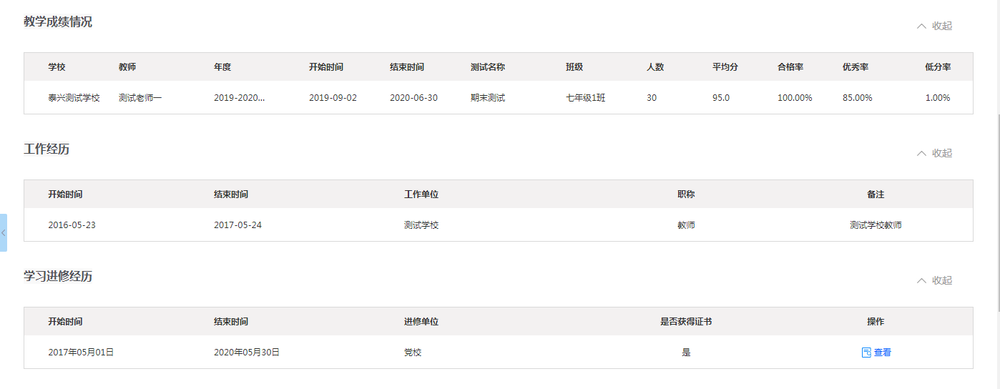 教学成绩情况
收起
学校 教师 年度 开始时间 结束时间 测试名称 班级 人数 平均分 合格率 优秀率 低分率
泰兴测试学校 测试老师一 2019-2020... 2019-09-02 2020-06-30 期末测试 七年级1班 30 95.0 100.00% 85.00% 1.00%
工作经历
收起
开始时间 结束时间 工作单位 职称 备注
2016-05-23 2017-05-24 测试学校 教师 测试学校教师
学习进修经历
收起
开始时间 结束时间 进修单位 是否获得证书 操作
2017年05月01日 2020年05月30日 党校 是 查看